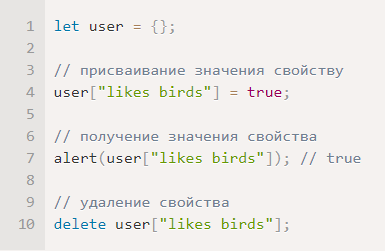 1 let user = {};
2
3 // присваивание значения свойству
4 user["likes birds"] = true;
5
6 // получение значения свойства
7 alert(user["likes birds"]); // true
8
9 // удаление свойства
10 delete user["likes birds"];